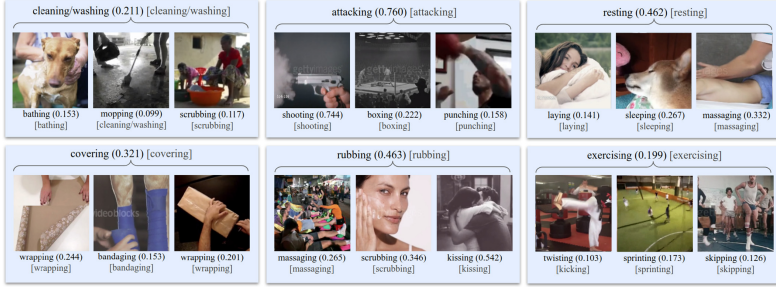 cleaning/washing (0.211) [cleaning/washing]
bathing (0.153)
[bathing]
mopping (0.099)
[cleaning/washing]
scrubbing (0.117)
[scrubbing]
attacking (0.760) [attacking]
shooting (0.744)
[shooting]
boxing (0.222)
[boxing]
punching (0.158)
[punching]
resting (0.462) [resting]
laying (0.141)
[laying]
sleeping (0.267)
[sleeping]
massaging (0.332)
[massaging]
covering (0.321) [covering]
videoblocks
wrapping (0.244)
[wrapping]
bandaging (0.153)
[bandaging]
wrapping (0.201)
[wrapping]
rubbing (0.463) [rubbing]
massaging (0.265)
[massaging]
scrubbing (0.346)
[scrubbing]
kissing (0.542)
[kissing]
exercising (0.199) [exercising]
twisting (0.103)
[kicking]
sprinting (0.173)
[sprinting]
skipping (0.126)
[skipping]